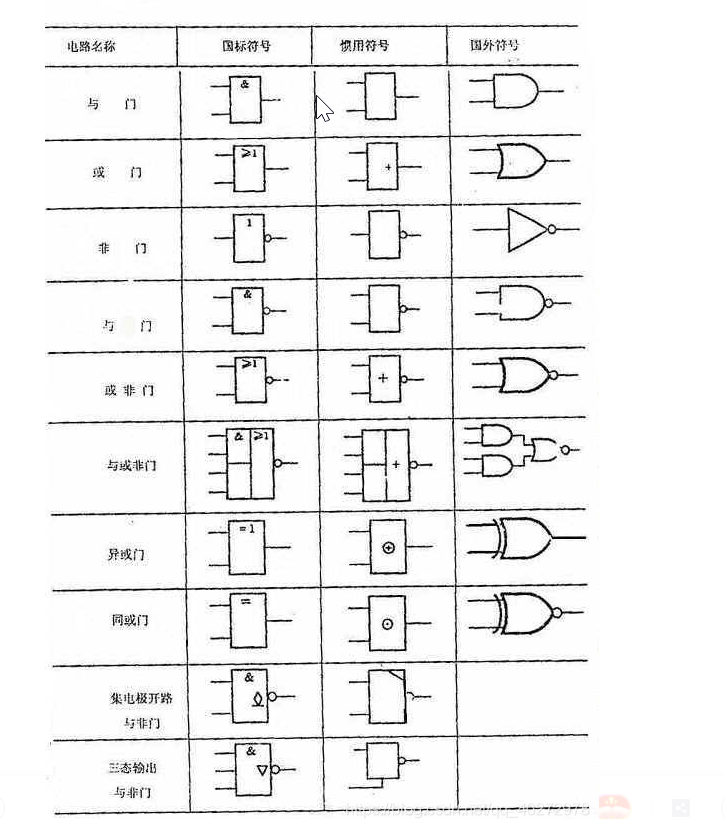 电路名称 国标符号 惯用符号 国外符号
与 门 &
或 门 ≥1 +
非 门 1
与 门 &
或 非 门 ≥1 +
与或非门 & ≥1 +
异或门 =1 ⊕
同或门 = ⊙
集电极开路 &
与非门
三态输出 & ▽
与非门